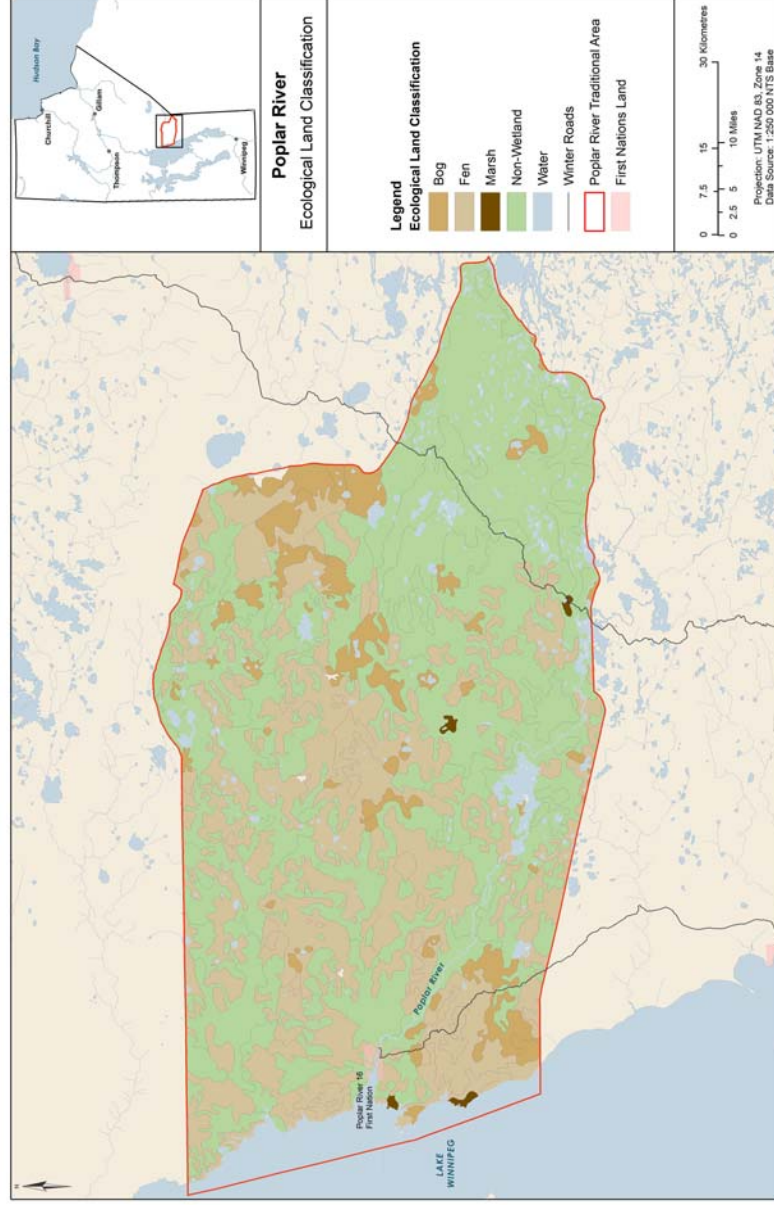 Hudson Bay
Churchill
Gillam
Thompson
Winnipeg
Poplar River
Ecological Land Classification
Legend
Ecological Land Classification
Bog
Fen
Marsh
Non-Wetland
Water
Winter Roads
Poplar River Traditional Area
First Nations Land
0 7.5 15 30 Kilometres
0 2.5 5 10 Miles
Projection: UTM NAD 83, Zone 14
Data Source: 1:250 000 NTS Base
N
Poplar River 16
First Nation
Poplar River
LAKE
WINNIPEG